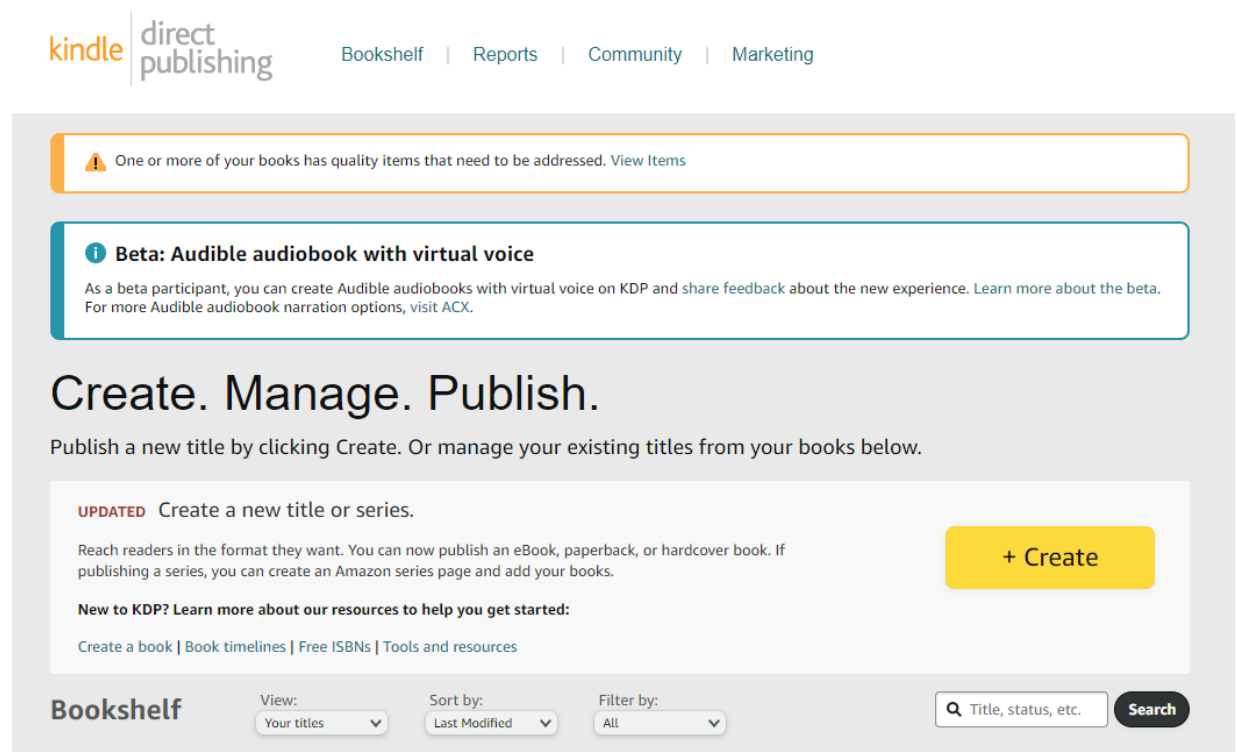 kindle direct publishing
Bookshelf | Reports | Community | Marketing
One or more of your books has quality items that need to be addressed. View Items
Beta: Audible audiobook with virtual voice
As a beta participant, you can create Audible audiobooks with virtual voice on KDP and share feedback about the new experience. Learn more about the beta.
For more Audible audiobook narration options, visit ACX.
Create. Manage. Publish.
Publish a new title by clicking Create. Or manage your existing titles from your books below.
UPDATED Create a new title or series.
Reach readers in the format they want. You can now publish an eBook, paperback, or hardcover book. If
publishing a series, you can create an Amazon series page and add your books.
+ Create
New to KDP? Learn more about our resources to help you get started:
Create a book | Book timelines | Free ISBNs | Tools and resources
Bookshelf
View:
Your titles
Sort by:
Last Modified
Filter by:
All
Title, status, etc.
Search